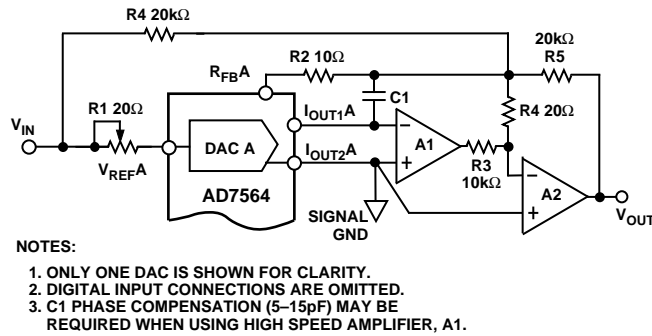 R4 20kΩ
20kΩ
R5
R2 10Ω
RFBA
C1
R1 20Ω
IOUT1A
R4 20Ω
VIN
DAC A
A1
IOUT2A
R3
10kΩ
VREFA
AD7564
A2
SIGNAL
GND
VOUT
NOTES:
1. ONLY ONE DAC IS SHOWN FOR CLARITY.
2. DIGITAL INPUT CONNECTIONS ARE OMITTED.
3. C1 PHASE COMPENSATION (5–15pF) MAY BE
REQUIRED WHEN USING HIGH SPEED AMPLIFIER, A1.